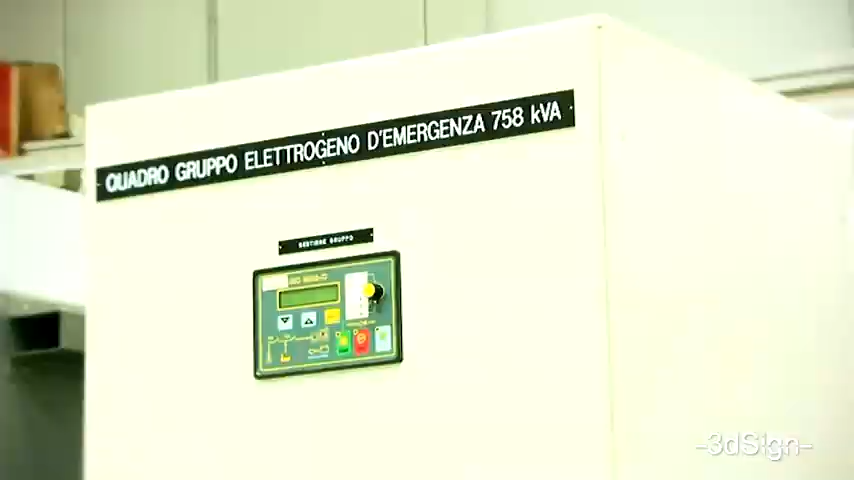 QUADRO GRUPPO ELETTROGENO D'EMERGENZA 758 kVA
GESTIONE GRUPPO
-3dSign-